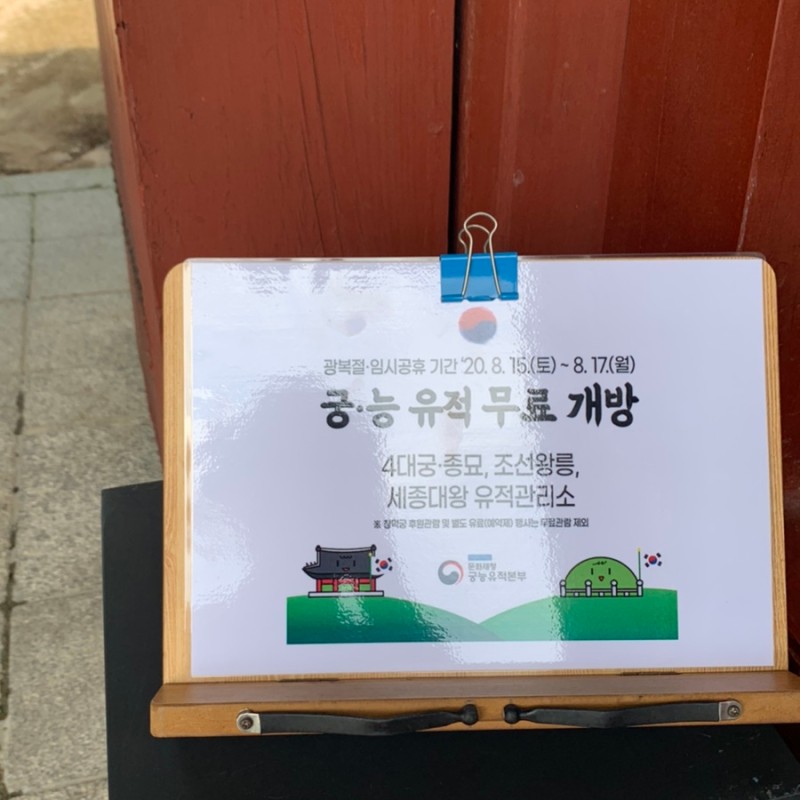 광복절·임시공휴 기간 '20. 8. 15.(토) ~ 8. 17.(월)
궁·능 유적 무료 개방
4대궁·종묘, 조선왕릉,
세종대왕 유적관리소
※ 창덕궁 후원관람 및 별도 유료(예약제) 행사는 무료관람 제외
문화재청
궁능유적본부